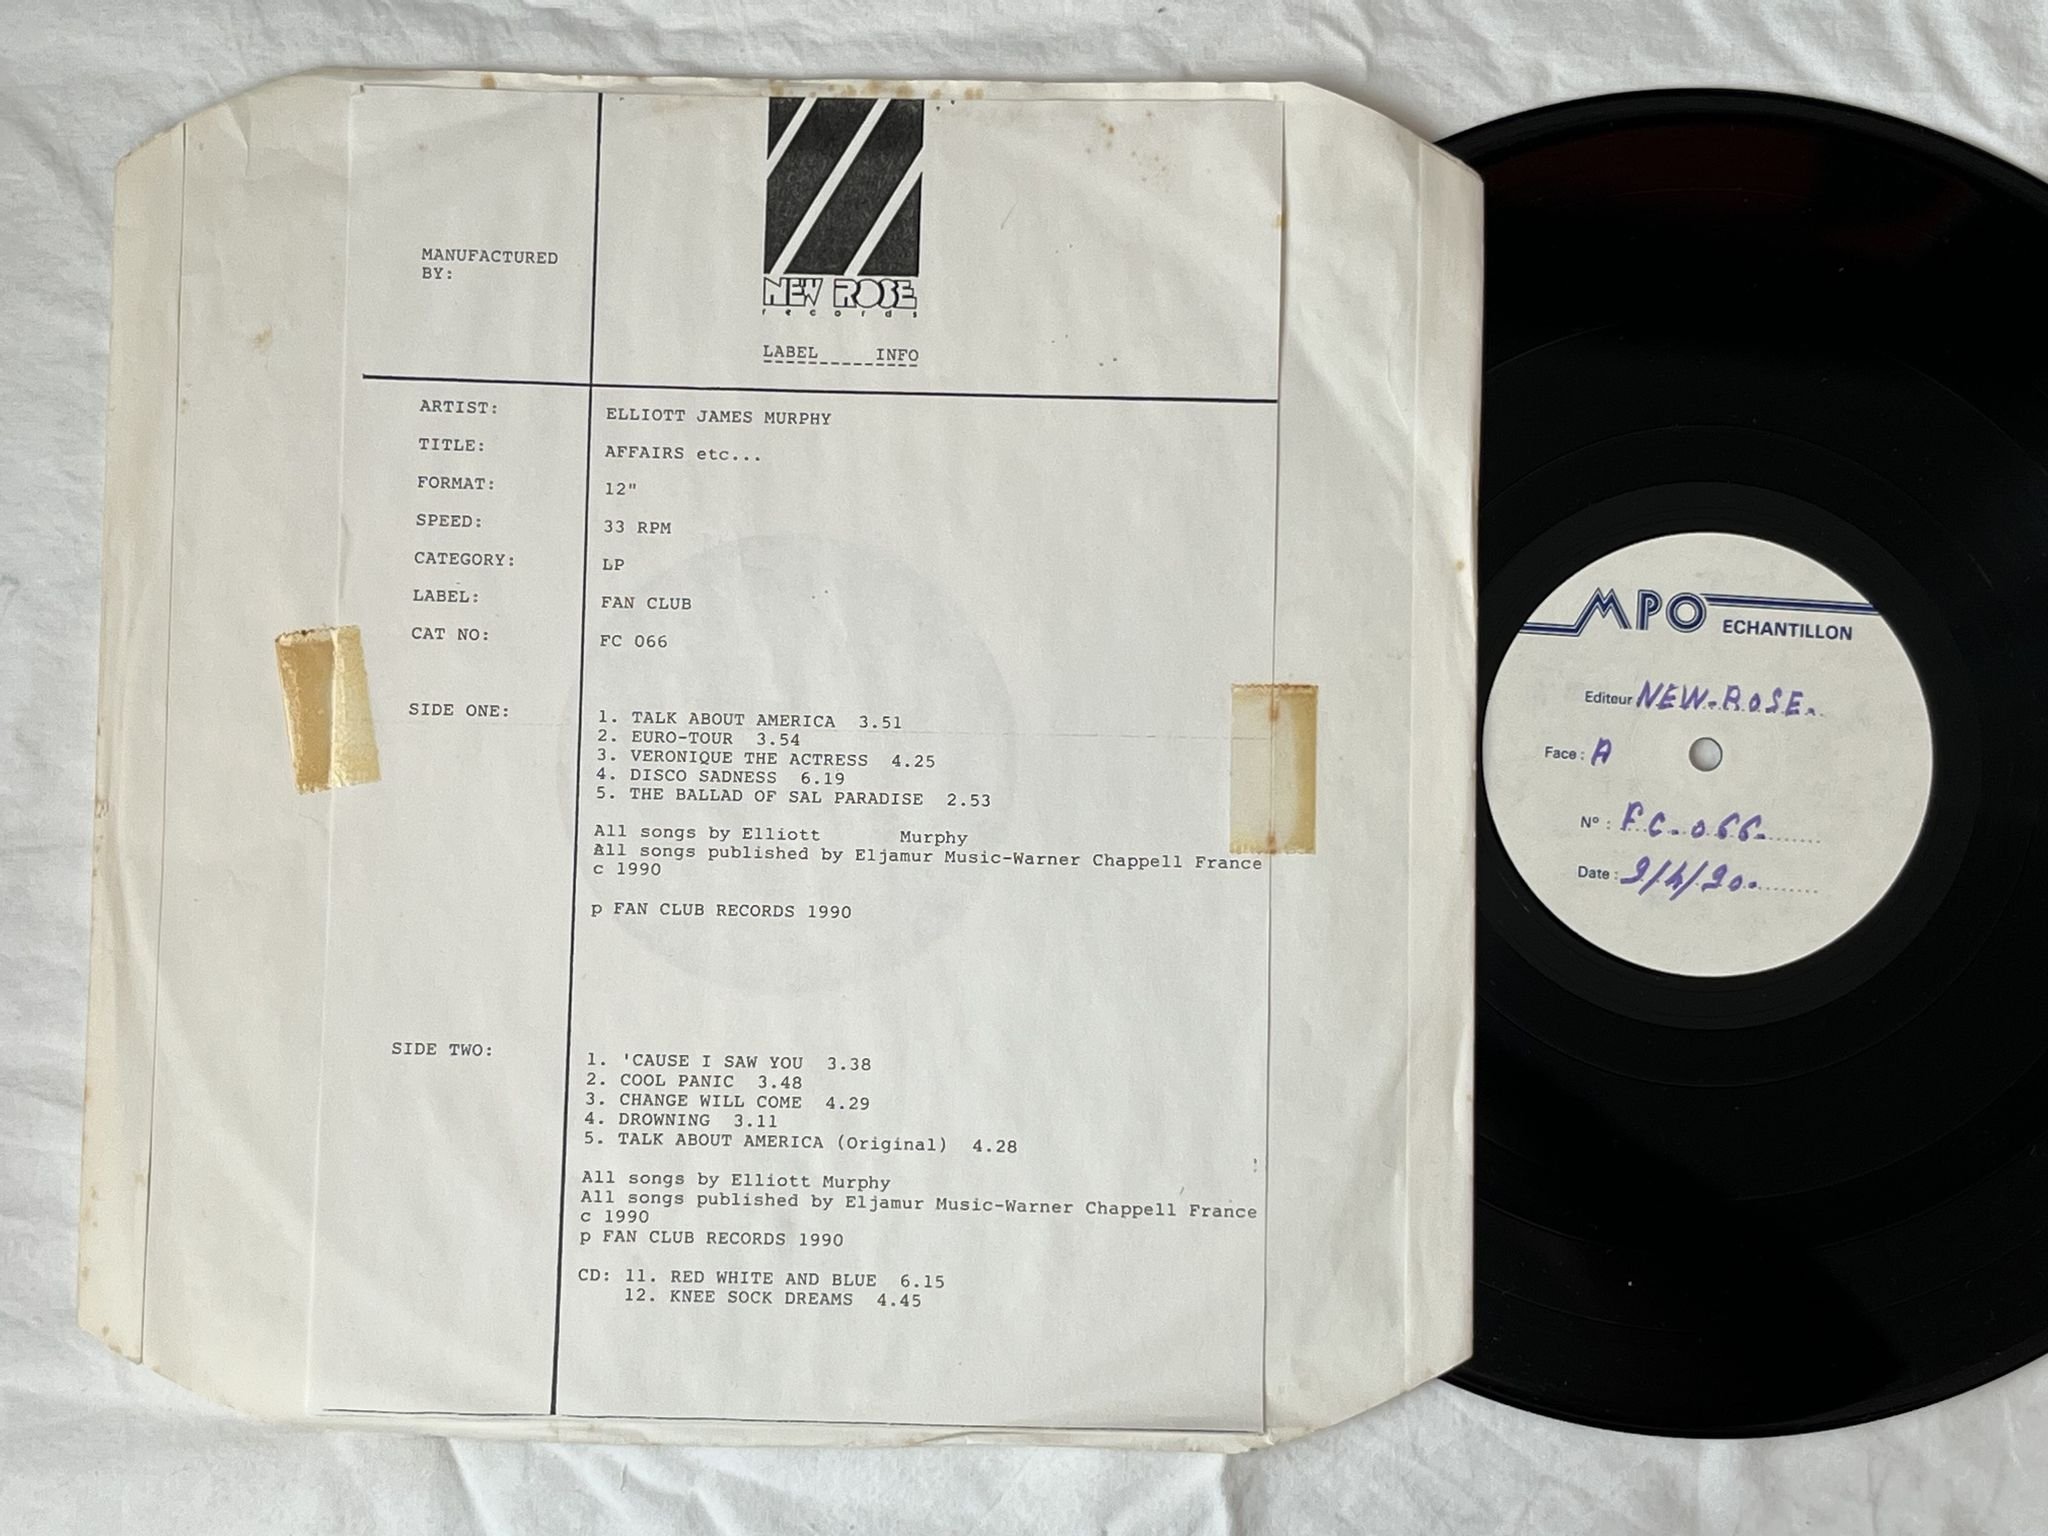 NEW ROSE
records
LABEL INFO
MANUFACTURED
BY:
ARTIST: ELLIOTT JAMES MURPHY
TITLE: AFFAIRS etc...
FORMAT: 12"
SPEED: 33 RPM
CATEGORY: LP
LABEL: FAN CLUB
CAT NO: FC 066
SIDE ONE: 1. TALK ABOUT AMERICA 3.51
2. EURO-TOUR 3.54
3. VERONIQUE THE ACTRESS 4.25
4. DISCO SADNESS 6.19
5. THE BALLAD OF SAL PARADISE 2.53
All songs by Elliott Murphy
All songs published by Eljamur Music-Warner Chappell France
c 1990
p FAN CLUB RECORDS 1990
SIDE TWO: 1. 'CAUSE I SAW YOU 3.38
2. COOL PANIC 3.48
3. CHANGE WILL COME 4.29
4. DROWNING 3.11
5. TALK ABOUT AMERICA (Original) 4.28
All songs by Elliott Murphy
All songs published by Eljamur Music-Warner Chappell France
c 1990
p FAN CLUB RECORDS 1990
CD: 11. RED WHITE AND BLUE 6.15
12. KNEE SOCK DREAMS 4.45
MPO ECHANTILLON
Editeur NEW-ROSE.
Face: A
N°: FC. 066.
Date: